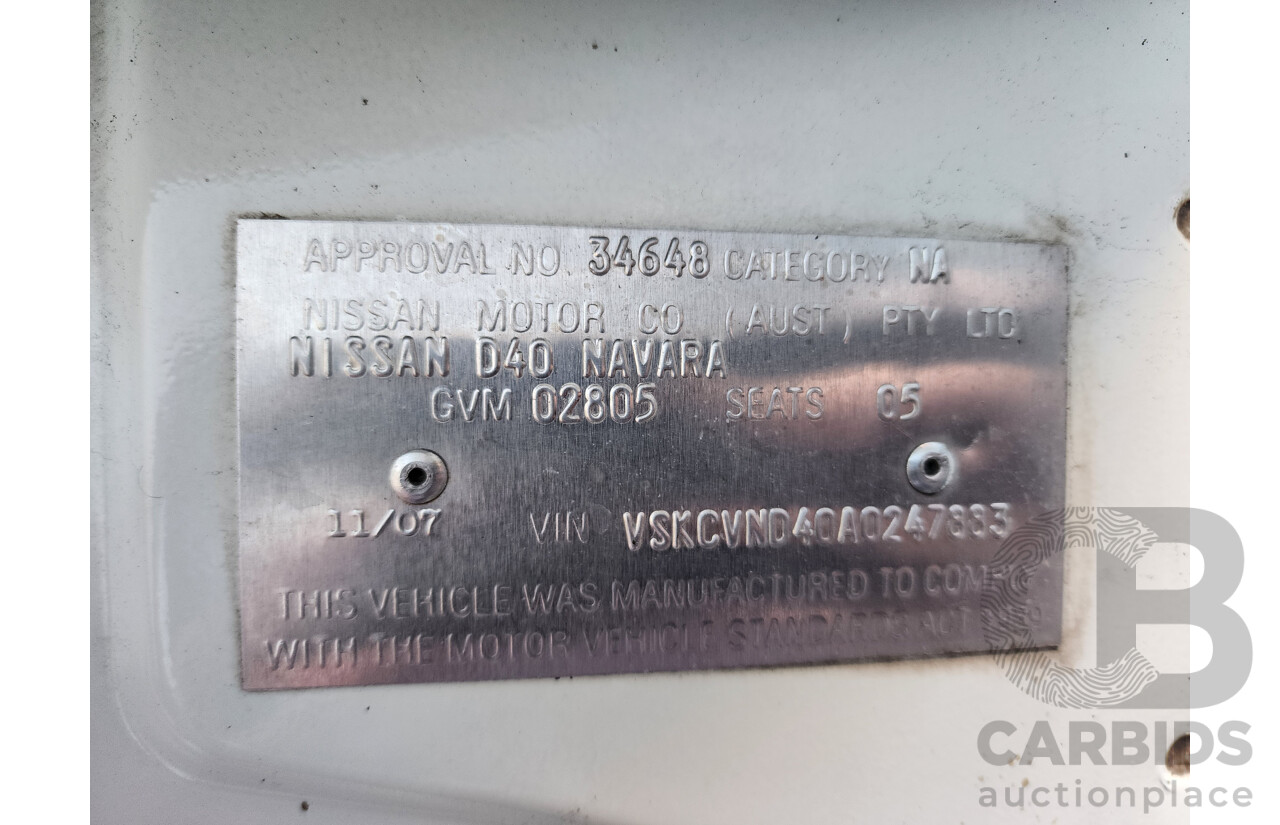 APPROVAL NO. 34648 CATEGORY NA
NISSAN MOTOR CO (AUST) PTY LTD
NISSAN D40 NAVARA
GVM 02805 SEATS 05
11/07 VIN VSKCVND40A0247883
THIS VEHICLE WAS MANUFACTURED TO COMPLY
WITH THE MOTOR VEHICLE STANDARDS ACT
CARBIDS
auctionplace